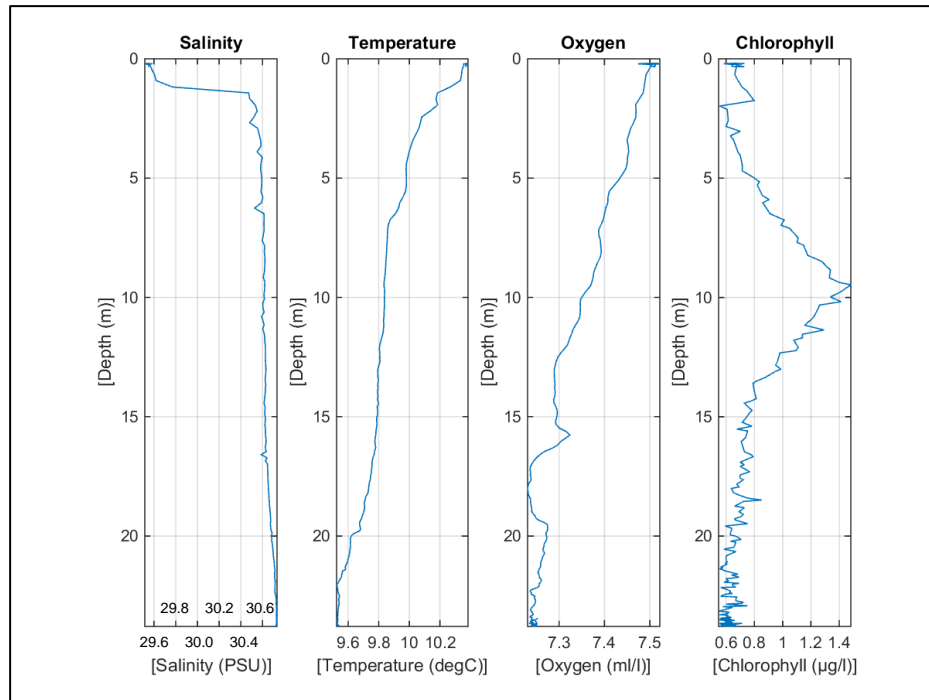 Salinity
Temperature
Oxygen
Chlorophyll
0
5
10
15
20
[Depth (m)]
29.8 30.2 30.6
29.6 30.0 30.4
[Salinity (PSU)]
0
5
10
15
20
[Depth (m)]
9.6 9.8 10 10.2
[Temperature (degC)]
0
5
10
15
20
[Depth (m)]
7.3 7.4 7.5
[Oxygen (ml/l)]
0
5
10
15
20
[Depth (m)]
0.6 0.8 1 1.2 1.4
[Chlorophyll (μg/l)]